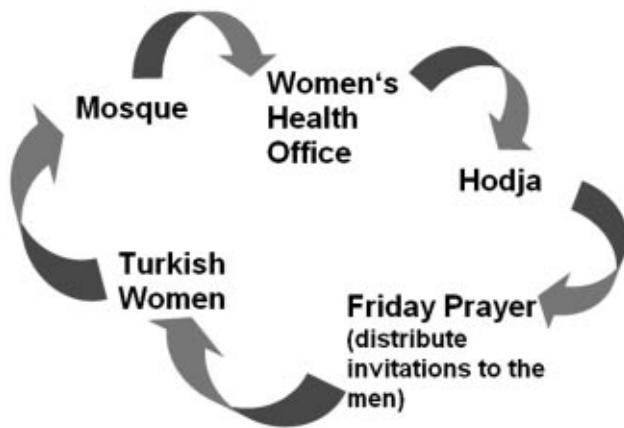 Mosque
Women's
Health
Office
Hodja
Turkish
Women
Friday Prayer
(distribute
invitations to the
men)